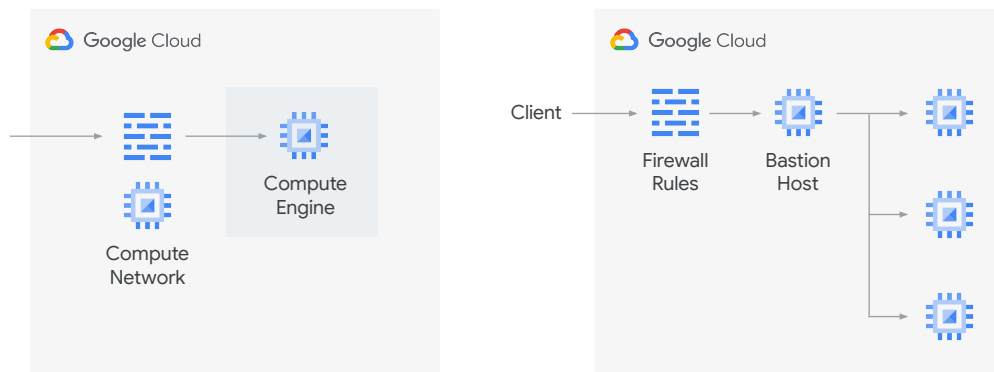 Google Cloud
Compute
Engine
Compute
Network
Google Cloud
Client
Firewall
Rules
Bastion
Host